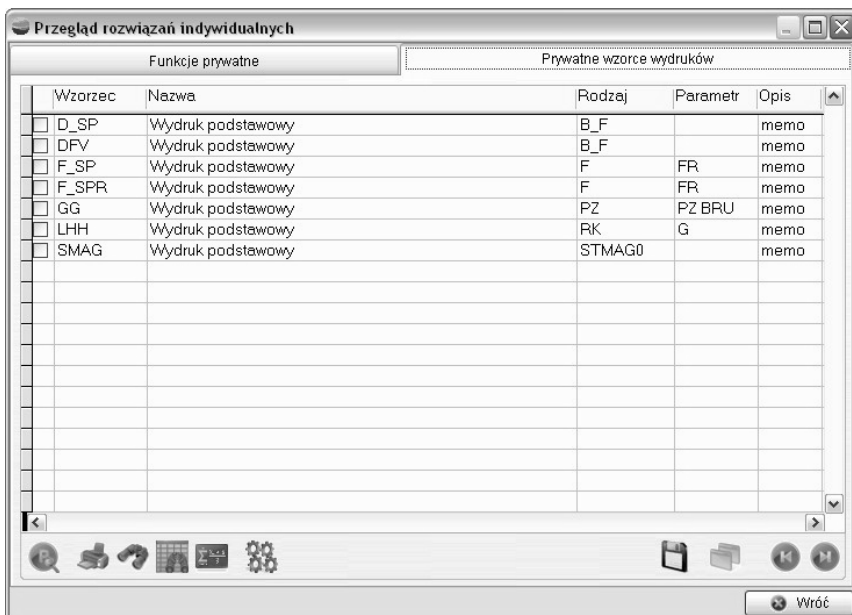 Przegląd rozwiązań indywidualnych
Funkcje prywatne Prywatne wzorce wydruków
Wzorzec Nazwa Rodzaj Parametr Opis
D_SP Wydruk podstawowy B_F memo
DFV Wydruk podstawowy B_F memo
F_SP Wydruk podstawowy F FR memo
F_SPR Wydruk podstawowy F FR memo
GG Wydruk podstawowy PZ PZ BRU memo
LHH Wydruk podstawowy RK G memo
SMAG Wydruk podstawowy STMAG0 memo
Wróć